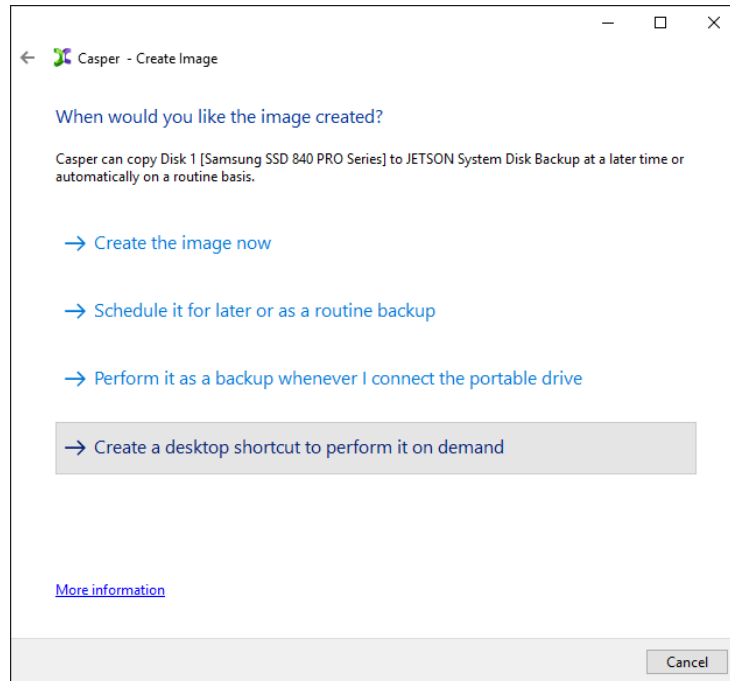 Casper - Create Image
When would you like the image created?
Casper can copy Disk 1 [Samsung SSD 840 PRO Series] to JETSON System Disk Backup at a later time or
automatically on a routine basis.
Create the image now
Schedule it for later or as a routine backup
Perform it as a backup whenever I connect the portable drive
Create a desktop shortcut to perform it on demand
More information
Cancel